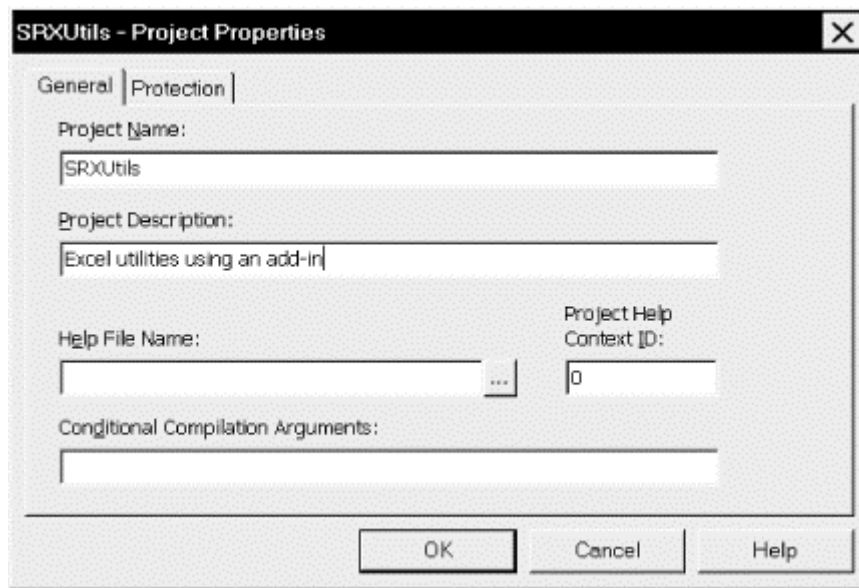 SRXUtils - Project Properties
General Protection
Project Name:
SRXUtils
Project Description:
Excel utilities using an add-in
Project Help
Help File Name: Context ID:
... 0
Conditional Compilation Arguments:
OK Cancel Help